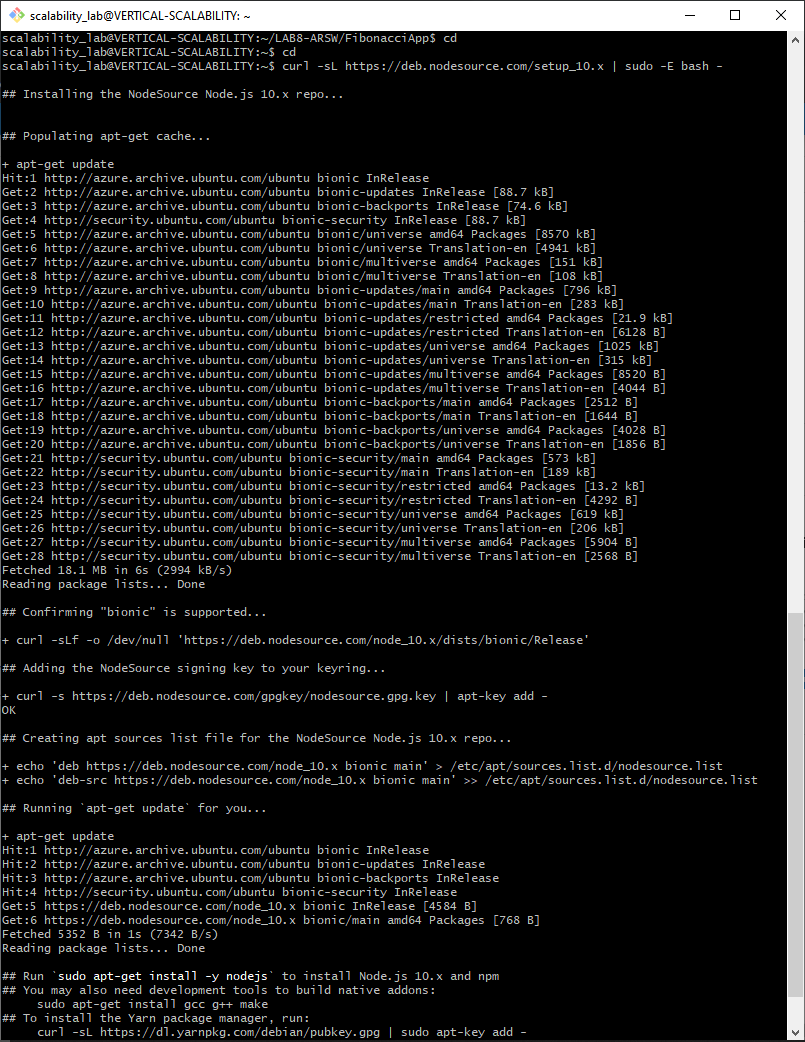 scalability_lab@VERTICAL-SCALABILITY: ~
scalability_lab@VERTICAL-SCALABILITY:~/LAB8-ARSW/FibonacciApp$ cd
scalability_lab@VERTICAL-SCALABILITY:~$ cd
scalability_lab@VERTICAL-SCALABILITY:~$ curl -sL https://deb.nodesource.com/setup_10.x | sudo -E bash -
## Installing the NodeSource Node.js 10.x repo...
## Populating apt-get cache...
+ apt-get update
Hit:1 http://azure.archive.ubuntu.com/ubuntu bionic InRelease
Get:2 http://azure.archive.ubuntu.com/ubuntu bionic-updates InRelease [88.7 kB]
Get:3 http://azure.archive.ubuntu.com/ubuntu bionic-backports InRelease [74.6 kB]
Get:4 http://security.ubuntu.com/ubuntu bionic-security InRelease [88.7 kB]
Get:5 http://azure.archive.ubuntu.com/ubuntu bionic/universe amd64 Packages [8570 kB]
Get:6 http://azure.archive.ubuntu.com/ubuntu bionic/universe Translation-en [4941 kB]
Get:7 http://azure.archive.ubuntu.com/ubuntu bionic/multiverse amd64 Packages [151 kB]
Get:8 http://azure.archive.ubuntu.com/ubuntu bionic/multiverse Translation-en [108 kB]
Get:9 http://azure.archive.ubuntu.com/ubuntu bionic-updates/main amd64 Packages [796 kB]
Get:10 http://azure.archive.ubuntu.com/ubuntu bionic-updates/main Translation-en [283 kB]
Get:11 http://azure.archive.ubuntu.com/ubuntu bionic-updates/restricted amd64 Packages [21.9 kB]
Get:12 http://azure.archive.ubuntu.com/ubuntu bionic-updates/restricted Translation-en [6128 B]
Get:13 http://azure.archive.ubuntu.com/ubuntu bionic-updates/universe amd64 Packages [1025 kB]
Get:14 http://azure.archive.ubuntu.com/ubuntu bionic-updates/universe Translation-en [315 kB]
Get:15 http://azure.archive.ubuntu.com/ubuntu bionic-updates/multiverse amd64 Packages [8520 B]
Get:16 http://azure.archive.ubuntu.com/ubuntu bionic-updates/multiverse Translation-en [4044 B]
Get:17 http://azure.archive.ubuntu.com/ubuntu bionic-backports/main amd64 Packages [2512 B]
Get:18 http://azure.archive.ubuntu.com/ubuntu bionic-backports/main Translation-en [1644 B]
Get:19 http://azure.archive.ubuntu.com/ubuntu bionic-backports/universe amd64 Packages [4028 B]
Get:20 http://azure.archive.ubuntu.com/ubuntu bionic-backports/universe Translation-en [1856 B]
Get:21 http://security.ubuntu.com/ubuntu bionic-security/main amd64 Packages [573 kB]
Get:22 http://security.ubuntu.com/ubuntu bionic-security/main Translation-en [189 kB]
Get:23 http://security.ubuntu.com/ubuntu bionic-security/restricted amd64 Packages [13.2 kB]
Get:24 http://security.ubuntu.com/ubuntu bionic-security/restricted Translation-en [4292 B]
Get:25 http://security.ubuntu.com/ubuntu bionic-security/universe amd64 Packages [619 kB]
Get:26 http://security.ubuntu.com/ubuntu bionic-security/universe Translation-en [206 kB]
Get:27 http://security.ubuntu.com/ubuntu bionic-security/multiverse amd64 Packages [5904 B]
Get:28 http://security.ubuntu.com/ubuntu bionic-security/multiverse Translation-en [2568 B]
Fetched 18.1 MB in 6s (2994 kB/s)
Reading package lists... Done
## Confirming "bionic" is supported...
+ curl -sLf -o /dev/null 'https://deb.nodesource.com/node_10.x/dists/bionic/Release'
## Adding the NodeSource signing key to your keyring...
+ curl -s https://deb.nodesource.com/gpgkey/nodesource.gpg.key | apt-key add -
OK
## Creating apt sources list file for the NodeSource Node.js 10.x repo...
+ echo 'deb https://deb.nodesource.com/node_10.x bionic main' > /etc/apt/sources.list.d/nodesource.list
+ echo 'deb-src https://deb.nodesource.com/node_10.x bionic main' >> /etc/apt/sources.list.d/nodesource.list
## Running `apt-get update` for you...
+ apt-get update
Hit:1 http://azure.archive.ubuntu.com/ubuntu bionic InRelease
Hit:2 http://azure.archive.ubuntu.com/ubuntu bionic-updates InRelease
Hit:3 http://azure.archive.ubuntu.com/ubuntu bionic-backports InRelease
Hit:4 http://security.ubuntu.com/ubuntu bionic-security InRelease
Get:5 https://deb.nodesource.com/node_10.x bionic InRelease [4584 B]
Get:6 https://deb.nodesource.com/node_10.x bionic/main amd64 Packages [768 B]
Fetched 5352 B in 1s (7342 B/s)
Reading package lists... Done
## Run `sudo apt-get install -y nodejs` to install Node.js 10.x and npm
## You may also need development tools to build native addons:
sudo apt-get install gcc g++ make
## To install the Yarn package manager, run:
curl -sL https://dl.yarnpkg.com/debian/pubkey.gpg | sudo apt-key add -